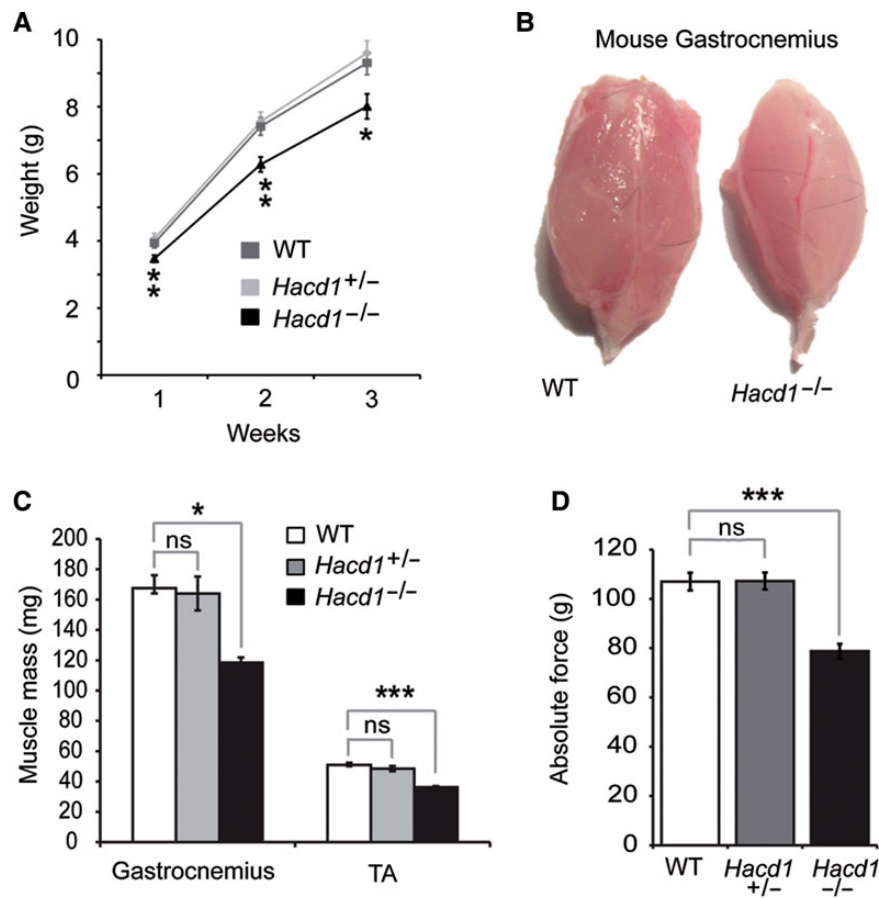 A
Weight (g)
10
8
6
4
2
0
1 2 3
Weeks
WT
Hacd1+/–
Hacd1–/–
**
**
*
B
Mouse Gastrocnemius
WT
Hacd1–/–
C
Muscle mass (mg)
200
180
160
140
120
100
80
60
40
20
0
*
ns
***
ns
WT
Hacd1+/–
Hacd1–/–
Gastrocnemius TA
D
Absolute force (g)
120
100
80
60
40
20
0
***
ns
WT Hacd1 Hacd1
+/– –/–